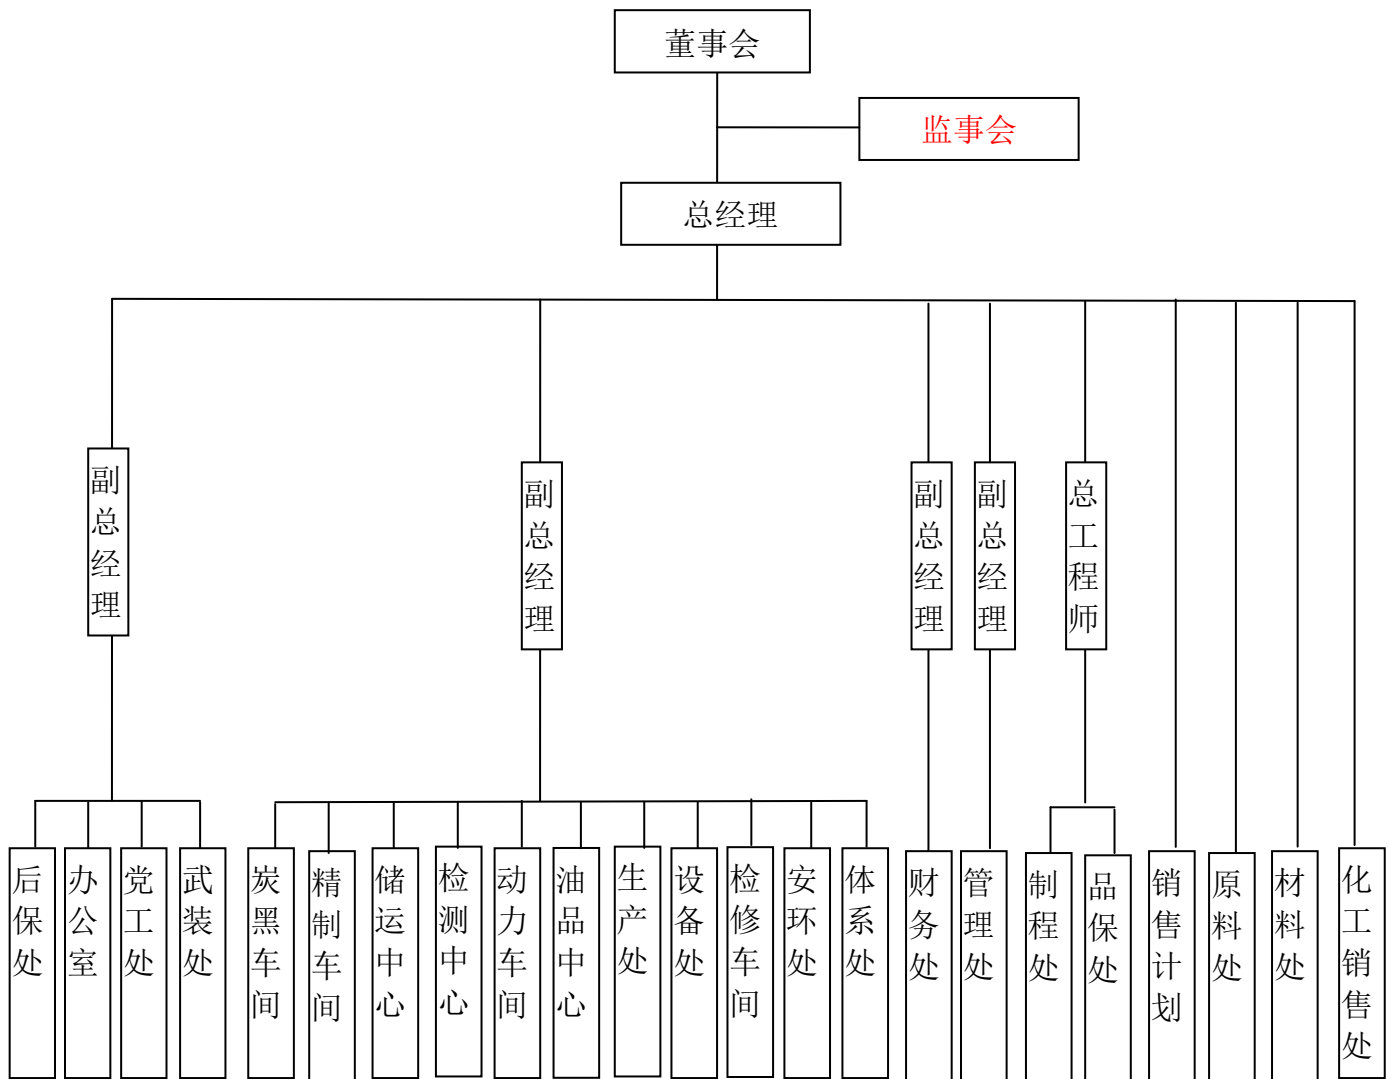 董事会
监事会
总经理
副总经理
副总经理
副总经理
副总经理
总工程师
后保处
办公室
党工处
武装处
炭黑车间
精制车间
储运中心
检测中心
动力车间
油品中心
生产处
设备处
检修车间
安环处
体系处
财务处
管理处
制程处
品保处
销售计划
原料处
材料处
化工销售处